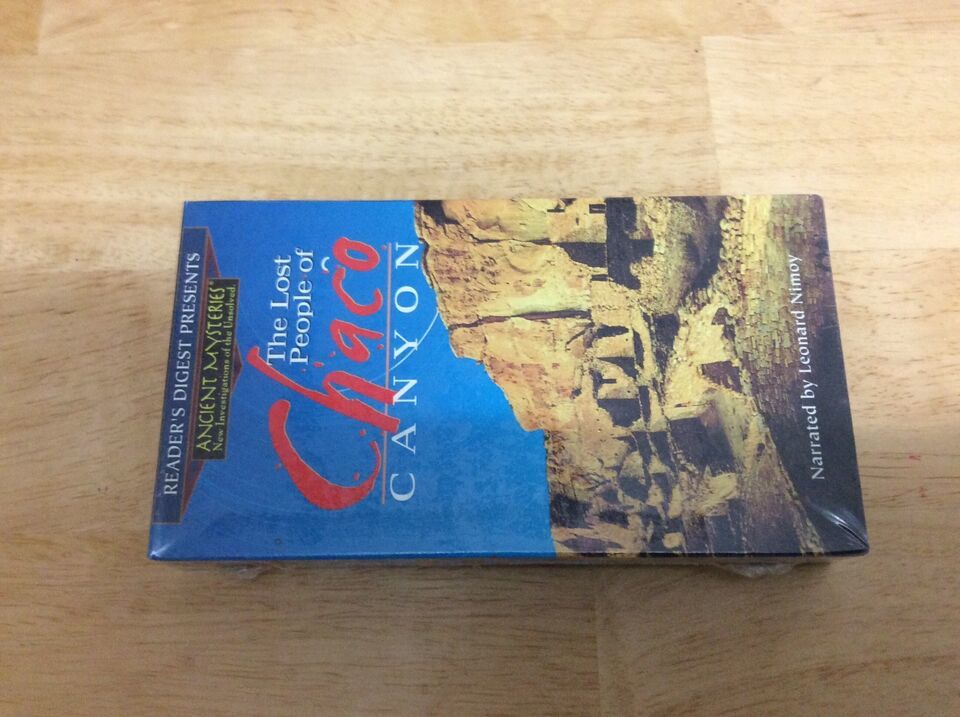 READER'S DIGEST PRESENTS
ANCIENT MYSTERIES®
New Investigations of the Unsolved.
The Lost
People of
Chaco
CANYON
Narrated by Leonard Nimoy